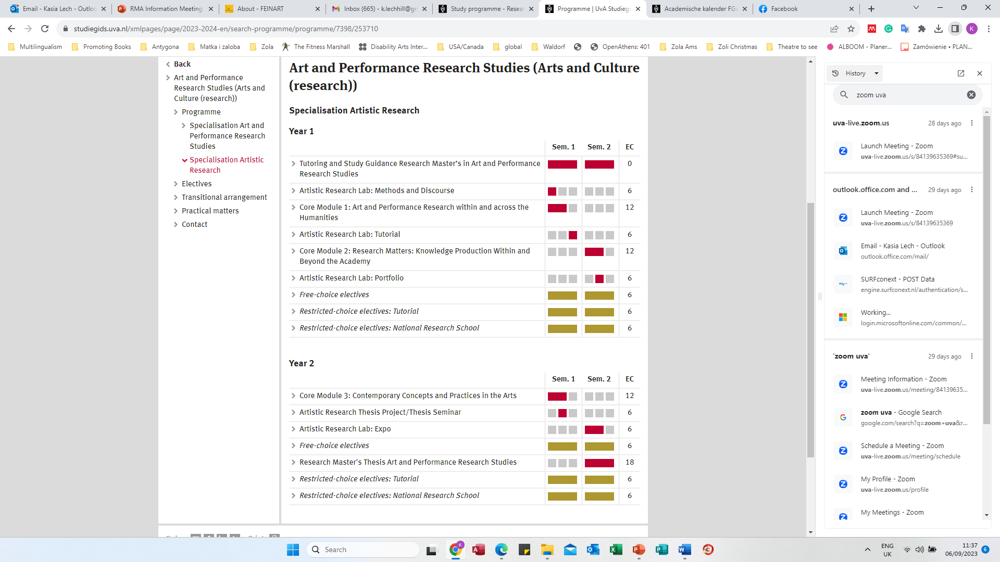 Email - Kasia Lech - Outloo
RMA Information Meeting
About - FEINART
Inbox (665) - k.lechhill@gm
Study programme - Resear
Programme | UvA Studiegi
Academische kalender FGw
Facebook
studiegids.uva.nl/xmlpages/page/2023-2024-en/search-programme/programme/7398/253710
K
Multilingualism
Promoting Books
Antygona
Matka i zaloba
Zola
The Fitness Marshall
Disability Arts Inter...
USA/Canada
global
Waldorf
OpenAthens: 401
Zola Ams
Zoli Christmas
Theatre to see
ALBOOM - Planer...
Zamówienie • PLAN...
Back
Art and Performance
Research Studies (Arts and
Culture (research))
Programme
Specialisation Art and
Performance Research
Studies
Specialisation Artistic
Research
Electives
Transitional arrangement
Practical matters
Contact
Art and Performance Research Studies (Arts and Culture
(research))
Specialisation Artistic Research
Year 1
Sem. 1 Sem. 2 EC
Tutoring and Study Guidance Research Master's in Art and Performance 0
Research Studies
Artistic Research Lab: Methods and Discourse 6
Core Module 1: Art and Performance Research within and across the 12
Humanities
Artistic Research Lab: Tutorial 6
Core Module 2: Research Matters: Knowledge Production Within and 12
Beyond the Academy
Artistic Research Lab: Portfolio 6
Free-choice electives 6
Restricted-choice electives: Tutorial 6
Restricted-choice electives: National Research School 6
Year 2
Sem. 1 Sem. 2 EC
Core Module 3: Contemporary Concepts and Practices in the Arts 12
Artistic Research Thesis Project/Thesis Seminar 6
Artistic Research Lab: Expo 6
Free-choice electives 6
Research Master's Thesis Art and Performance Research Studies 18
Restricted-choice electives: Tutorial 6
Restricted-choice electives: National Research School 6
History
zoom uva
uva-live.zoom.us 28 days ago
Launch Meeting - Zoom
uva-live.zoom.us/s/84139635369#su...
outlook.office.com and ... 29 days ago
Launch Meeting - Zoom
uva-live.zoom.us/s/84139635369
Email - Kasia Lech - Outlook
outlook.office.com/mail/
SURFconext - POST Data
engine.surfconext.nl/authentication/s...
Working...
login.microsoftonline.com/common/...
'zoom uva' 29 days ago
Meeting Information - Zoom
uva-live.zoom.us/meeting/84139635...
zoom uva - Google Search
google.com/search?q=zoom+uva&r...
Schedule a Meeting - Zoom
uva-live.zoom.us/meeting/schedule
My Profile - Zoom
uva-live.zoom.us/profile
My Meetings - Zoom
Search
ENG
UK
11:37
06/09/2023
6